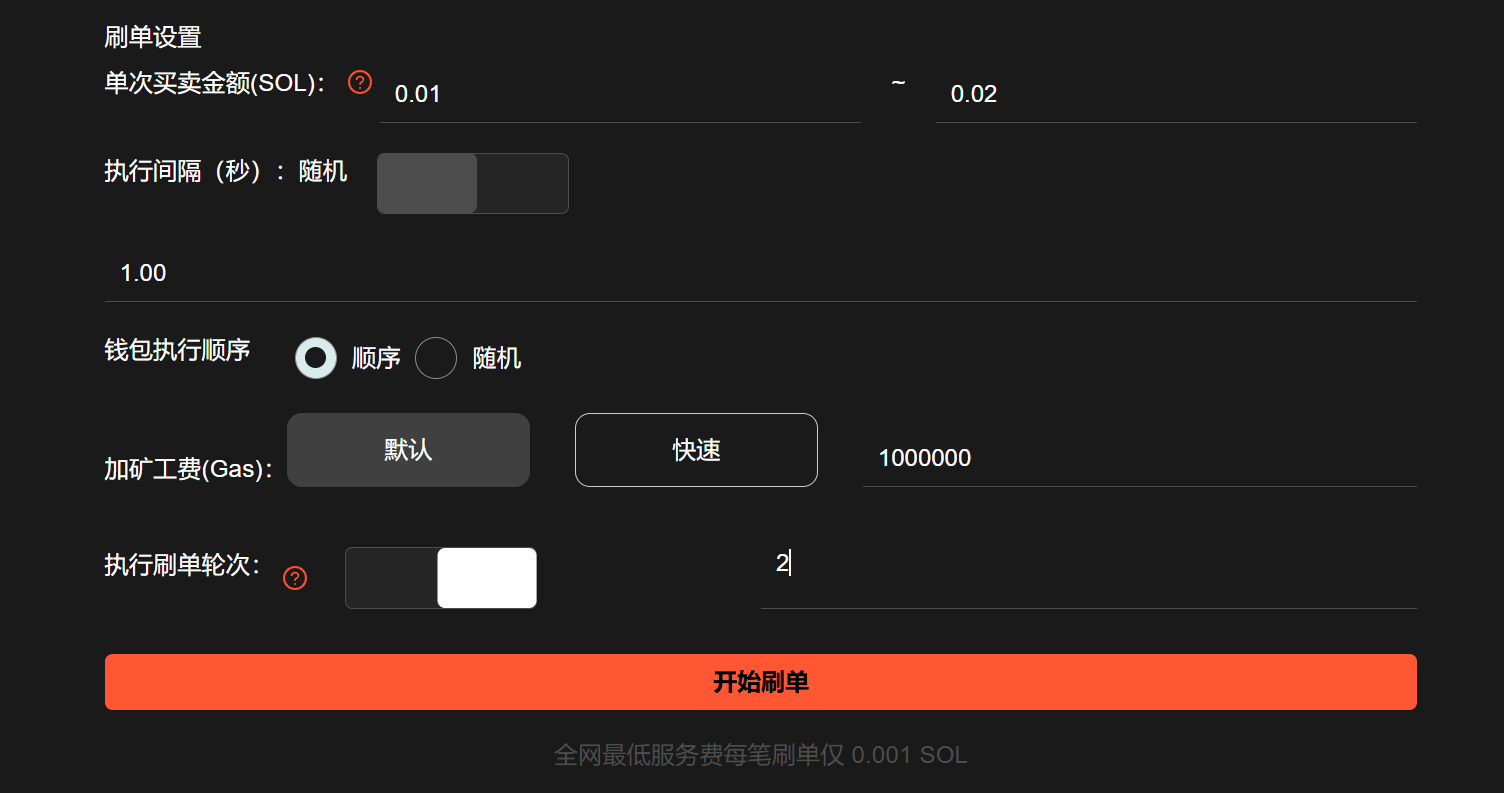 刷单设置
单次买卖金额(SOL)： ? 0.01 ~ 0.02
执行间隔（秒）：随机
1.00
钱包执行顺序 顺序 随机
加矿工费(Gas)： 默认 快速 1000000
执行刷单轮次： ? 2
开始刷单
全网最低服务费每笔刷单仅 0.001 SOL